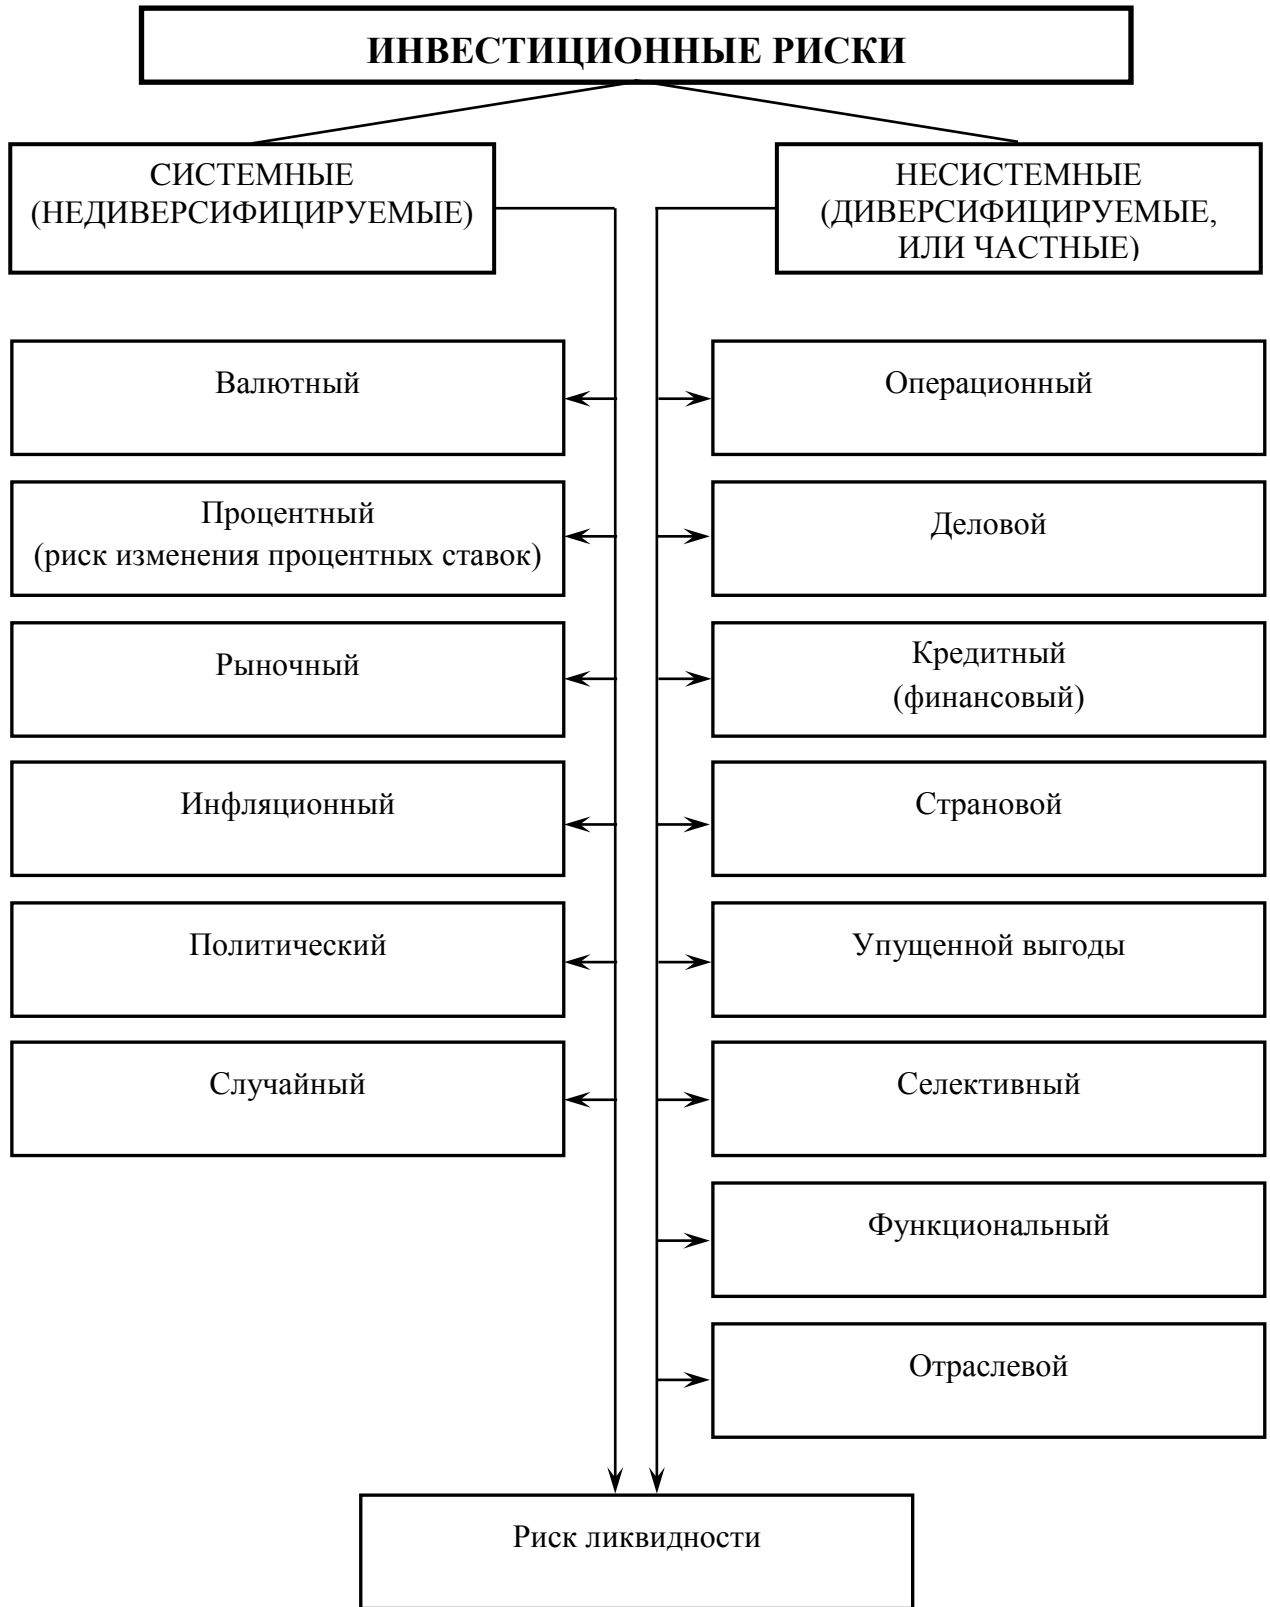 ИНВЕСТИЦИОННЫЕ РИСКИ
СИСТЕМНЫЕ
(НЕДИВЕРСИФИЦИРУЕМЫЕ)
НЕСИСТЕМНЫЕ
(ДИВЕРСИФИЦИРУЕМЫЕ,
ИЛИ ЧАСТНЫЕ)
Валютный
Процентный
(риск изменения процентных ставок)
Рыночный
Инфляционный
Политический
Случайный
Операционный
Деловой
Кредитный
(финансовый)
Страновой
Упущенной выгоды
Селективный
Функциональный
Отраслевой
Риск ликвидности